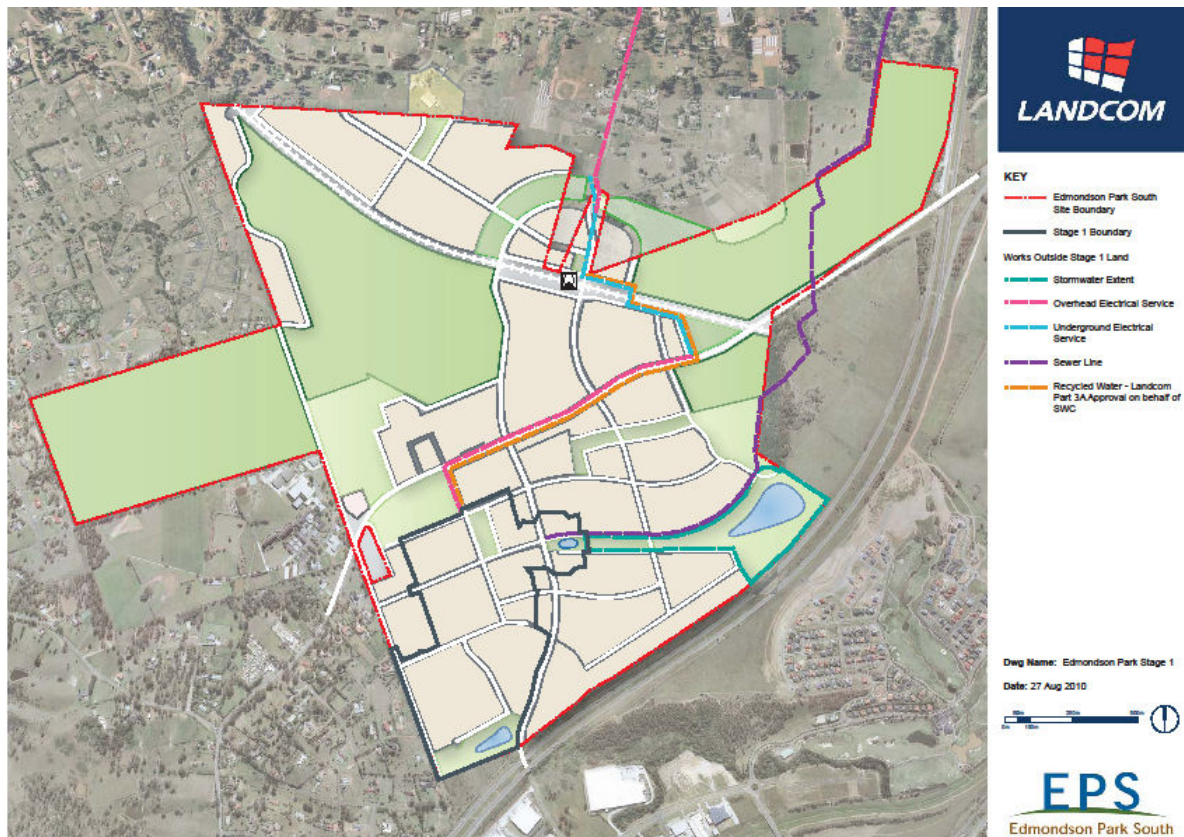 LANDCOM
KEY
Edmondson Park South
Site Boundary
Stage 1 Boundary
Works Outside Stage 1 Land
Stormwater Extent
Overhead Electrical Service
Underground Electrical
Service
Sewer Line
Recycled Water - Landcom
Part 3A Approval on behalf of
SWC
Dwg Name: Edmondson Park Stage 1
Date: 27 Aug 2010
EPS
Edmondson Park South